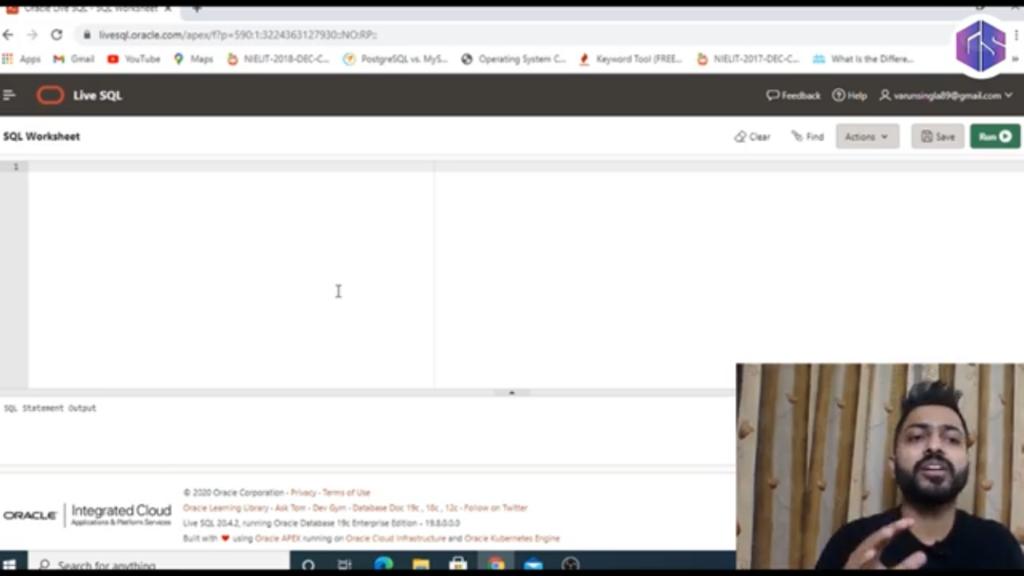 Oracle Live SQL - SQL Worksheet
livesql.oracle.com/apex/f?p=590:1:3224363127930::NO:RP::
Apps Gmail YouTube Maps NIELIT-2018-DEC-C... PostgreSQL vs. MyS... Operating System C... Keyword Tool (FREE... NIELIT-2017-DEC-C... What is the Differe...
Live SQL Feedback Help varunsingla89@gmail.com
SQL Worksheet Clear Find Actions Save Run
1
SQL Statement Output
© 2020 Oracle Corporation - Privacy - Terms of Use
Oracle Learning Library - Ask Tom - Dev Gym - Database Doc 19c, 18c, 12c - Follow on Twitter
ORACLE Integrated Cloud
Applications & Platform Services
Live SQL 20.4.2, running Oracle Database 19c Enterprise Edition - 19.8.0.0.0
Built with using Oracle APEX running on Oracle Cloud Infrastructure and Oracle Kubernetes Engine
Search for anything